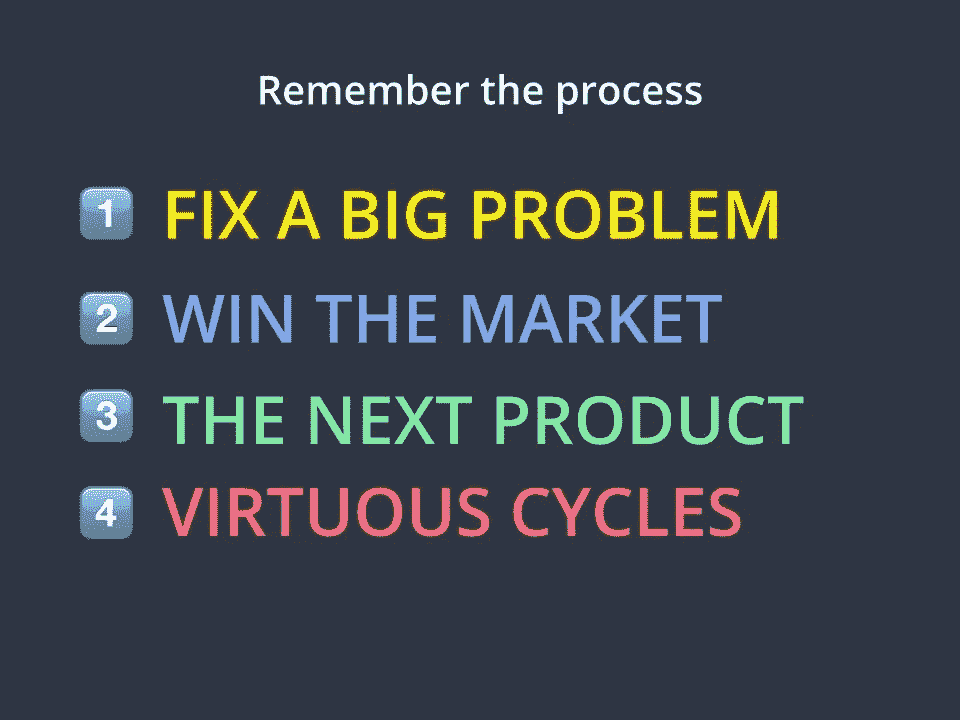 Remember the process
1 FIX A BIG PROBLEM
2 WIN THE MARKET
3 THE NEXT PRODUCT
4 VIRTUOUS CYCLES